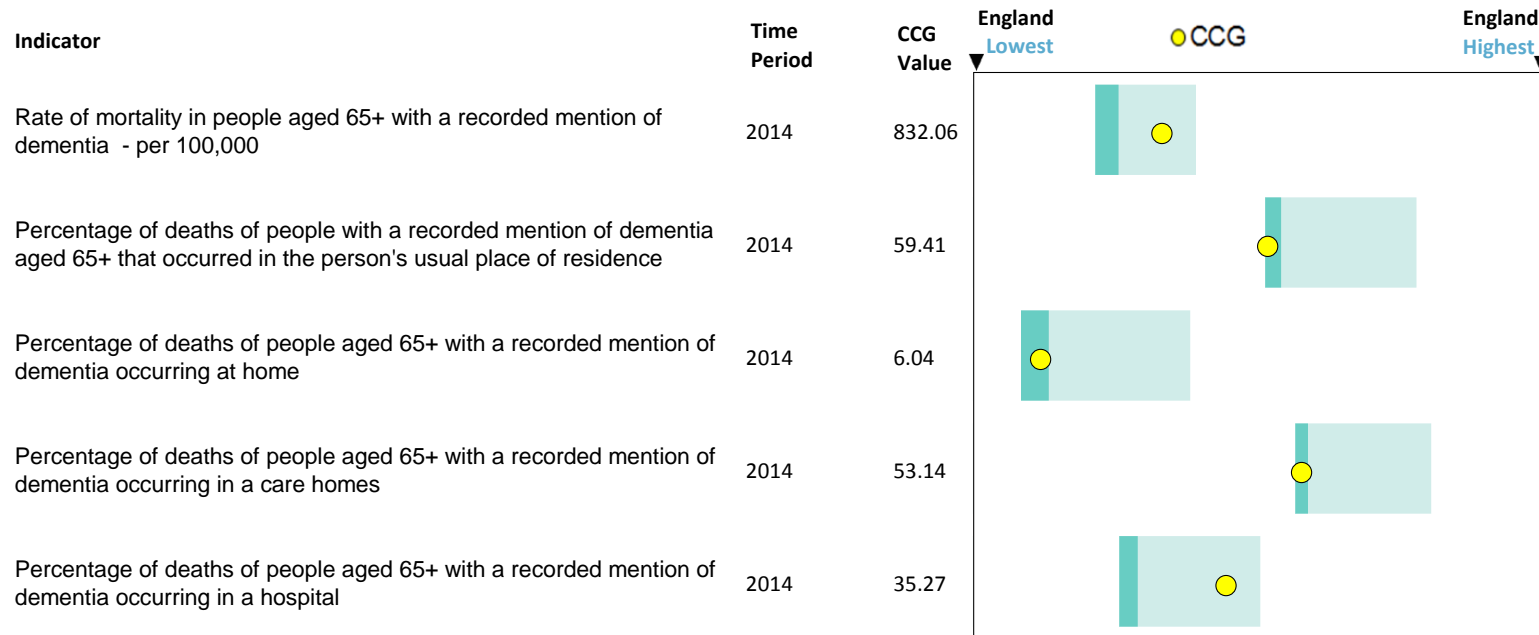 Indicator
Time
Period
CCG
Value
England
Lowest
CCG
England
Highest
Rate of mortality in people aged 65+ with a recorded mention of
dementia - per 100,000
2014
832.06
Percentage of deaths of people with a recorded mention of dementia
aged 65+ that occurred in the person's usual place of residence
2014
59.41
Percentage of deaths of people aged 65+ with a recorded mention of
dementia occurring at home
2014
6.04
Percentage of deaths of people aged 65+ with a recorded mention of
dementia occurring in a care homes
2014
53.14
Percentage of deaths of people aged 65+ with a recorded mention of
dementia occurring in a hospital
2014
35.27